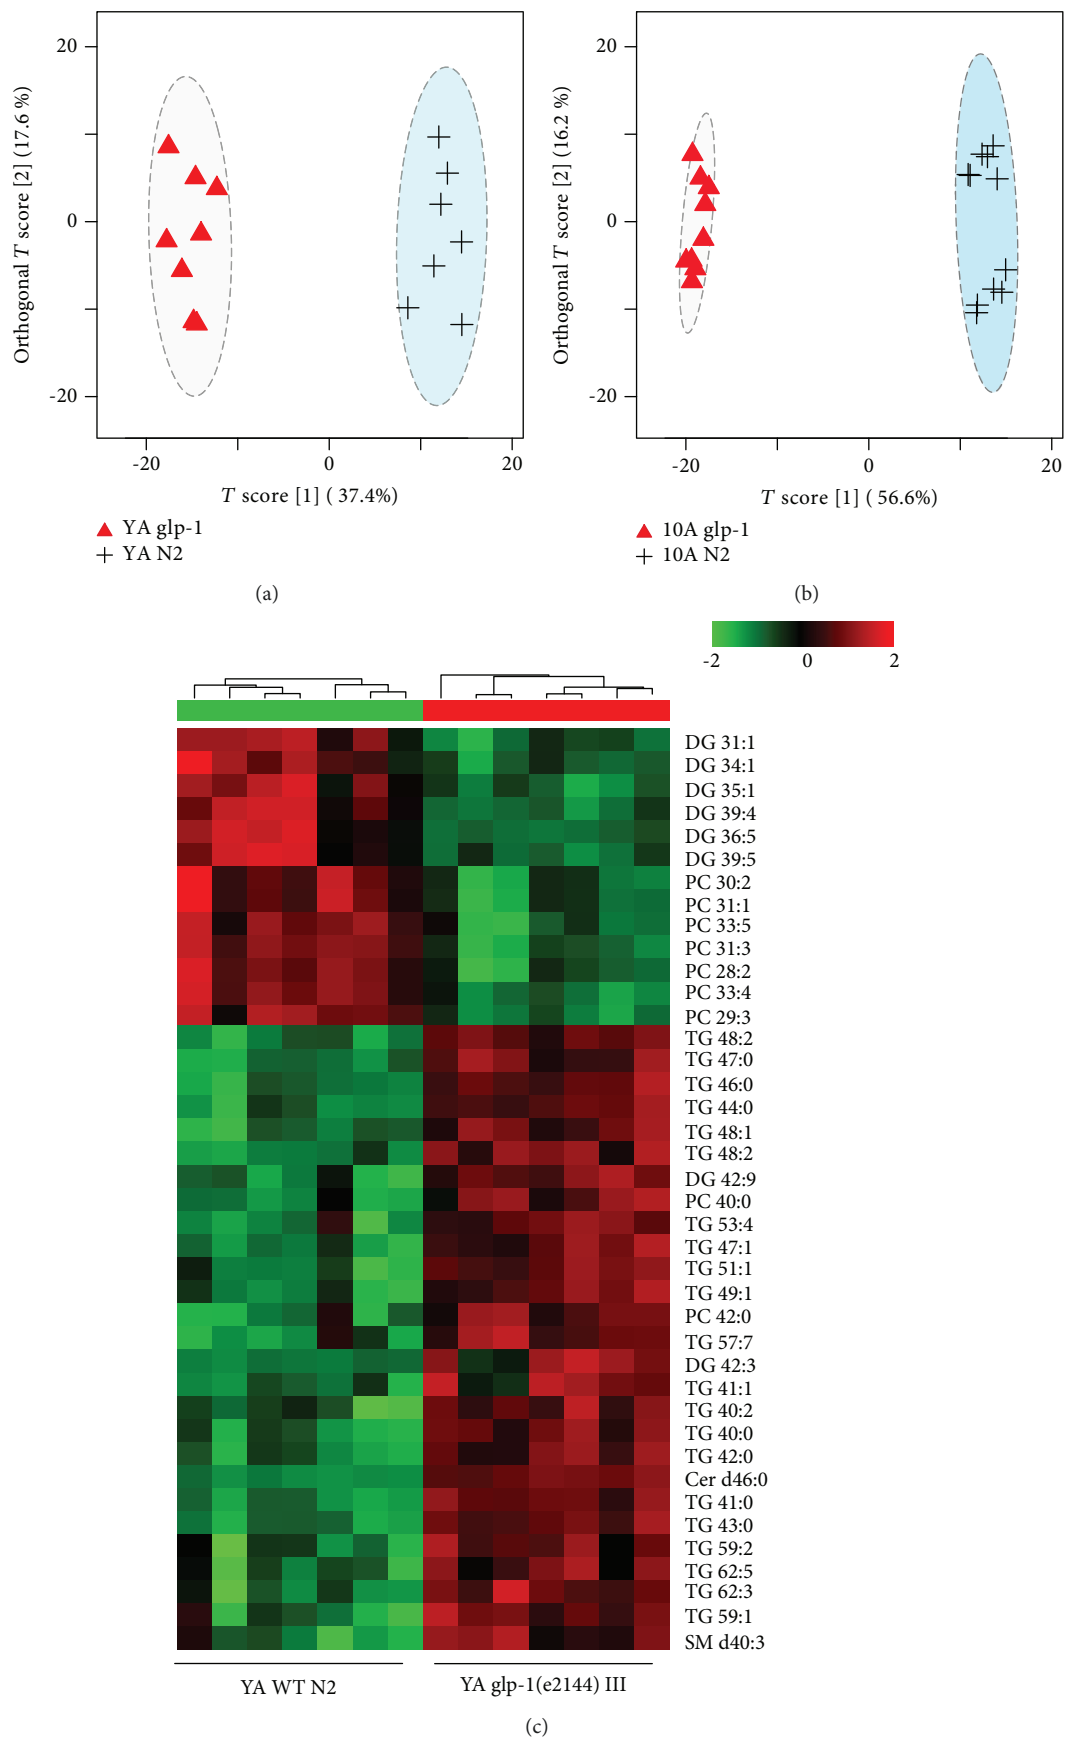 20
0
-20
Orthogonal T score [2] (17.6 %)
-20
0
20
T score [1] ( 37.4%)
YA glp-1
YA N2
(a)
20
0
-20
Orthogonal T score [2] (16.2 %)
-20
0
20
T score [1] ( 56.6%)
10A glp-1
10A N2
(b)
-2
0
2
DG 31:1
DG 34:1
DG 35:1
DG 39:4
DG 36:5
DG 39:5
PC 30:2
PC 31:1
PC 33:5
PC 31:3
PC 28:2
PC 33:4
PC 29:3
TG 48:2
TG 47:0
TG 46:0
TG 44:0
TG 48:1
TG 48:2
DG 42:9
PC 40:0
TG 53:4
TG 47:1
TG 51:1
TG 49:1
PC 42:0
TG 57:7
DG 42:3
TG 41:1
TG 40:2
TG 40:0
TG 42:0
Cer d46:0
TG 41:0
TG 43:0
TG 59:2
TG 62:5
TG 62:3
TG 59:1
SM d40:3
YA WT N2
YA glp-1(e2144) III
(c)